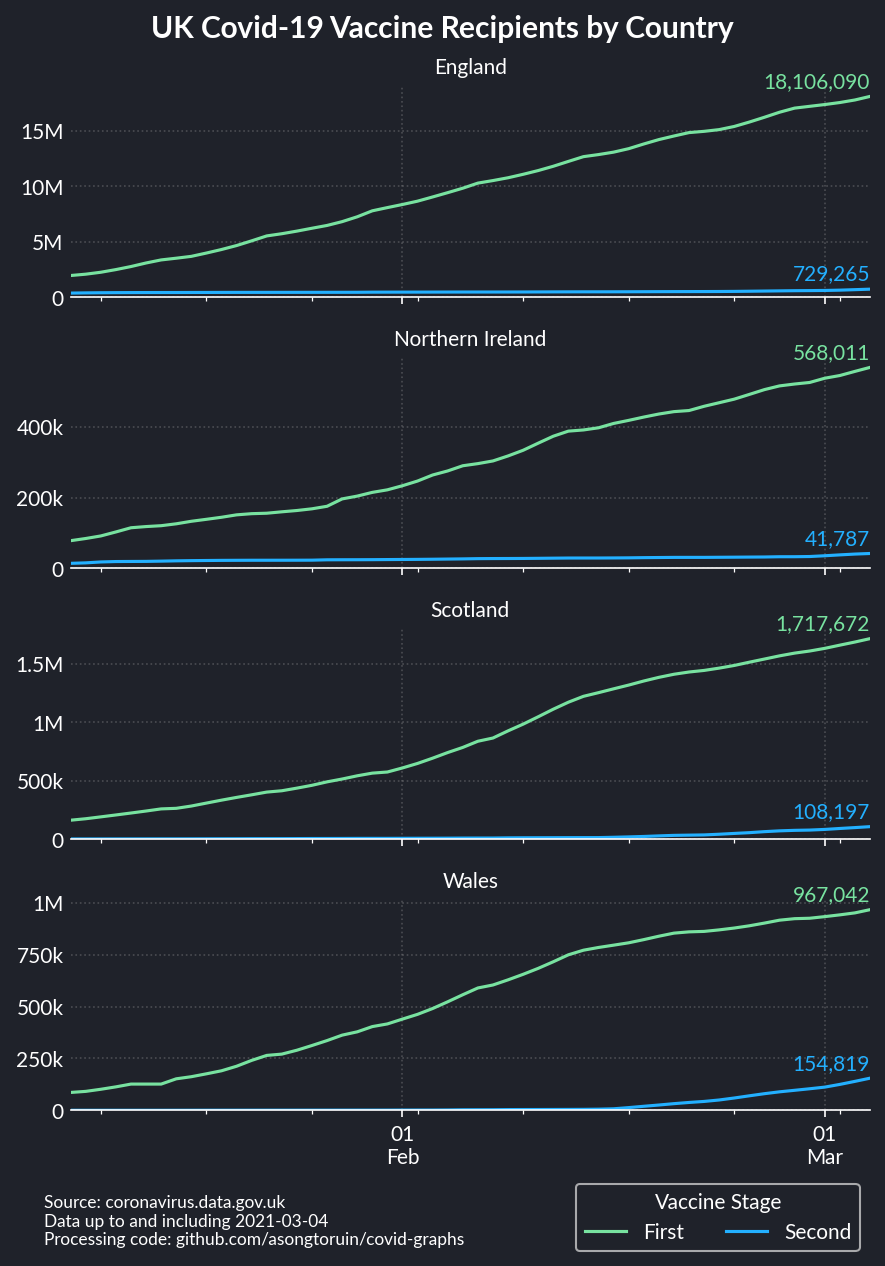 UK Covid-19 Vaccine Recipients by Country
England
18,106,090
15M
10M
5M
729,265
0
Northern Ireland
568,011
400k
200k
41,787
0
Scotland
1,717,672
1.5M
1M
500k
108,197
0
Wales
967,042
1M
750k
500k
250k
154,819
0
01
Feb
01
Mar
Source: coronavirus.data.gov.uk
Data up to and including 2021-03-04
Processing code: github.com/asongtoruin/covid-graphs
Vaccine Stage
First
Second